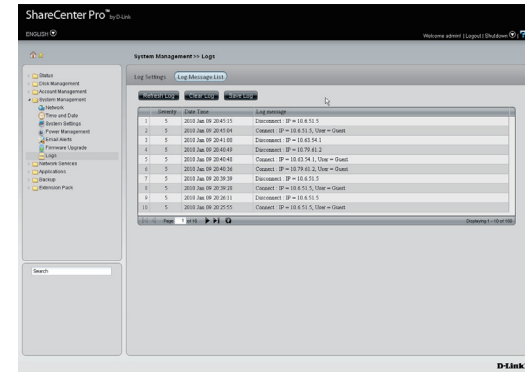 ShareCenter Pro™ by D-Link
ENGLISH
Welcome admin! | Logout | Shutdown | ?
System Management >> Logs
Status
Disk Management
Account Management
System Management
Network
Time and Date
System Settings
Power Management
Email Alerts
Firmware Upgrade
Logs
Network Services
Applications
Backup
Extension Pack
Search
Log Settings Log Message List
Refresh Log Clear Log Save Log
Severity Date Time Log message
1 5 2010 Jan 09 20:45:15 Disconnect : IP = 10.6.51.5
2 5 2010 Jan 09 20:45:04 Connect : IP = 10.6.51.5, User = Guest.
3 5 2010 Jan 09 20:41:00 Disconnect : IP = 10.63.54.1
4 5 2010 Jan 09 20:40:49 Disconnect : IP = 10.79.61.2
5 5 2010 Jan 09 20:40:48 Connect : IP = 10.63.54.1, User = Guest
6 5 2010 Jan 09 20:40:36 Connect : IP = 10.79.61.2, User = Guest.
7 5 2010 Jan 09 20:39:39 Disconnect : IP = 10.6.51.5
8 5 2010 Jan 09 20:39:28 Connect : IP = 10.6.51.5, User = Guest
9 5 2010 Jan 09 20:26:11 Disconnect : IP = 10.6.51.5
10 5 2010 Jan 09 20:25:55 Connect : IP = 10.6.51.5, User = Guest.
Page 1 of 10 Displaying 1 - 10 of 100
D-Link